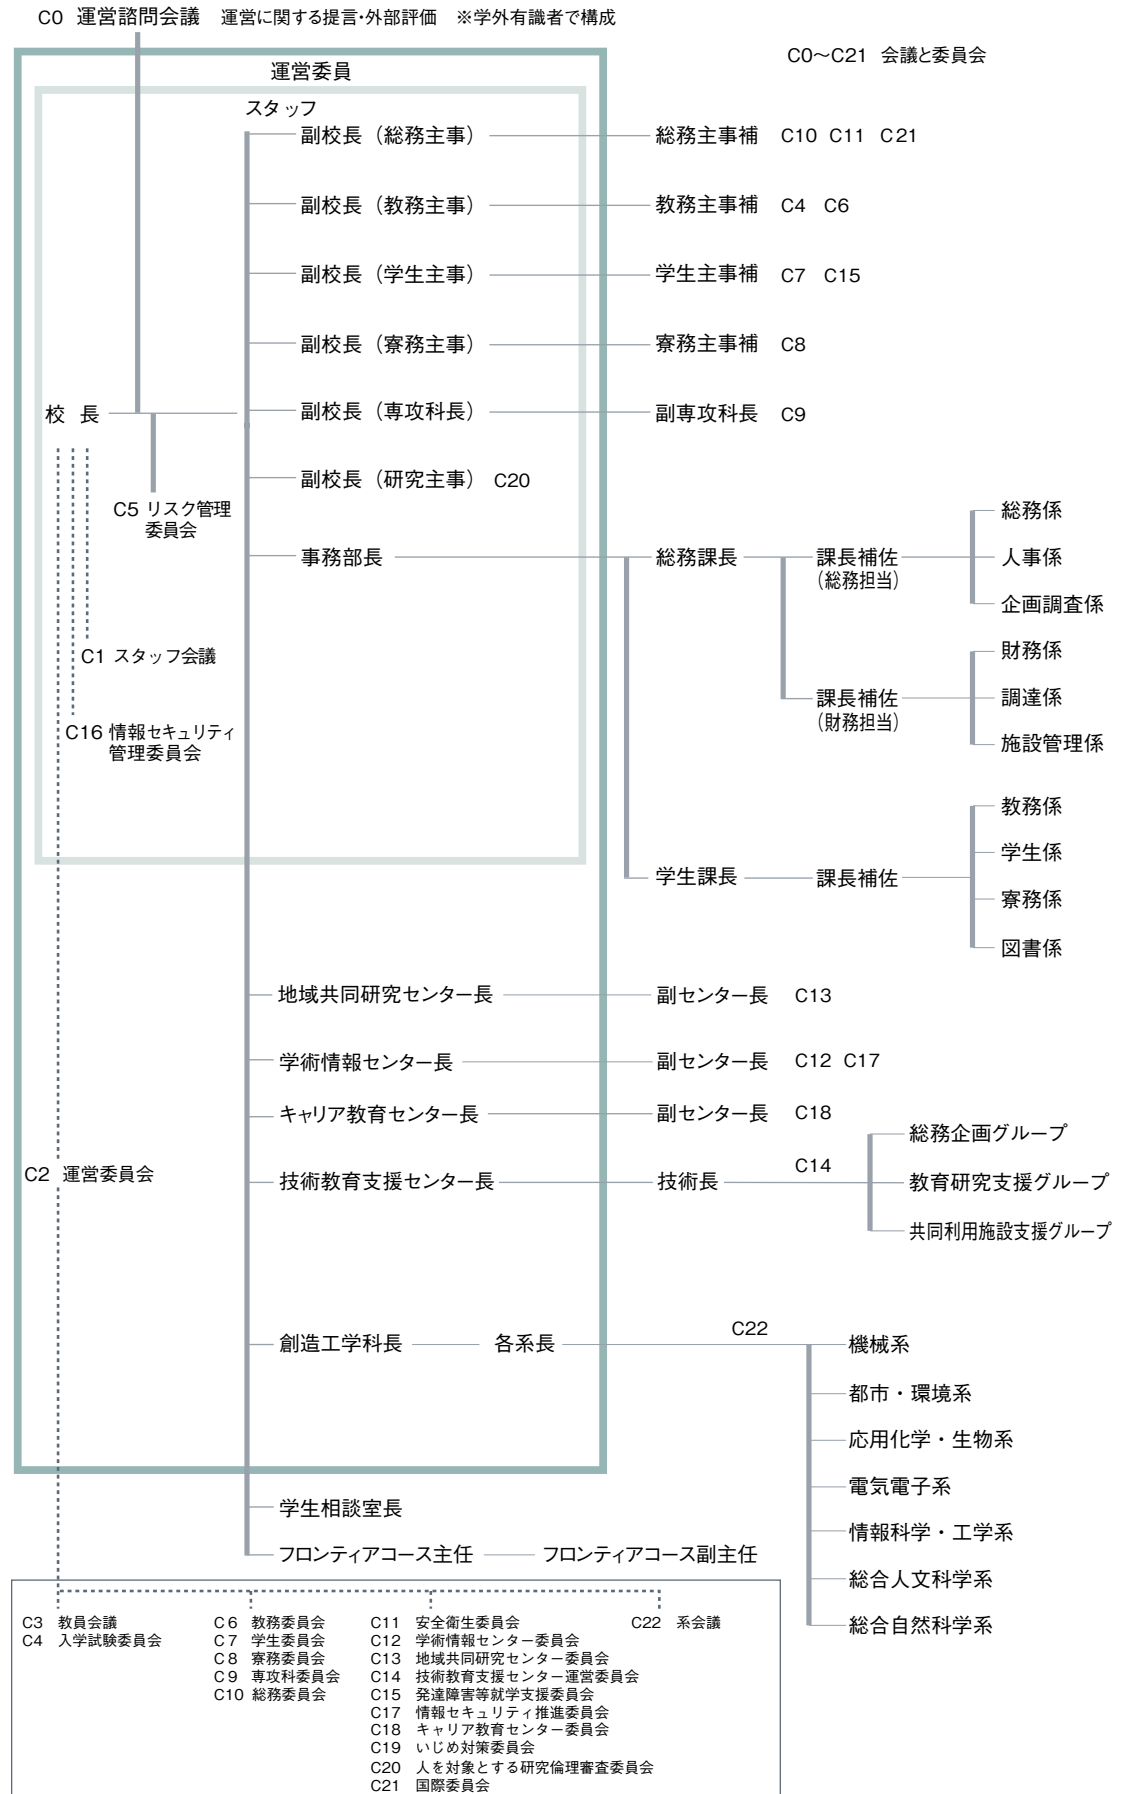 C0 運営諮問会議 運営に関する提言・外部評価 ※学外有識者で構成
C0～C21 会議と委員会
運営委員
スタッフ
副校長（総務主事） 総務主事補 C10 C11 C21
副校長（教務主事） 教務主事補 C4 C6
副校長（学生主事） 学生主事補 C7 C15
副校長（寮務主事） 寮務主事補 C8
校 長 副校長（専攻科長） 副専攻科長 C9
副校長（研究主事） C20
C5 リスク管理
委員会
総務係
事務部長 総務課長 課長補佐 人事係
（総務担当）
企画調査係
C1 スタッフ会議
財務係
課長補佐 調達係
（財務担当）
C16 情報セキュリティ
管理委員会
施設管理係
教務係
学生係
学生課長 課長補佐
寮務係
図書係
地域共同研究センター長 副センター長 C13
学術情報センター長 副センター長 C12 C17
キャリア教育センター長 副センター長 C18
総務企画グループ
C2 運営委員会
C14
技術教育支援センター長 技術長 教育研究支援グループ
共同利用施設支援グループ
C22
創造工学科長 各系長 機械系
都市・環境系
応用化学・生物系
電気電子系
学生相談室長
情報科学・工学系
フロンティアコース主任 フロンティアコース副主任
総合人文科学系
総合自然科学系
C3 教員会議
C4 入学試験委員会
C6 教務委員会
C7 学生委員会
C8 寮務委員会
C9 専攻科委員会
C10 総務委員会
C11 安全衛生委員会
C12 学術情報センター委員会
C13 地域共同研究センター委員会
C14 技術教育支援センター運営委員会
C15 発達障害等就学支援委員会
C17 情報セキュリティ推進委員会
C18 キャリア教育センター委員会
C19 いじめ対策委員会
C20 人を対象とする研究倫理審査委員会
C21 国際委員会
C22 系会議